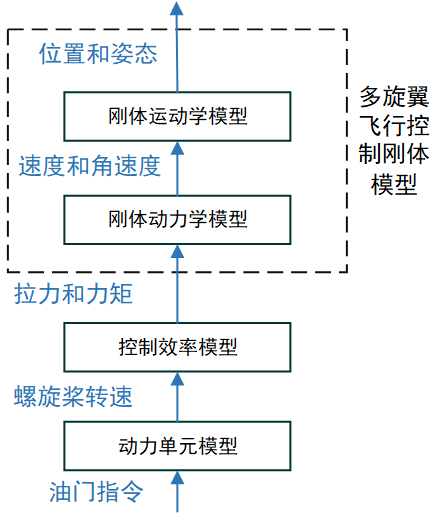 位置和姿态
刚体运动学模型
多旋翼
飞行控
制刚体
模型
速度和角速度
刚体动力学模型
拉力和力矩
控制效率模型
螺旋桨转速
动力单元模型
油门指令